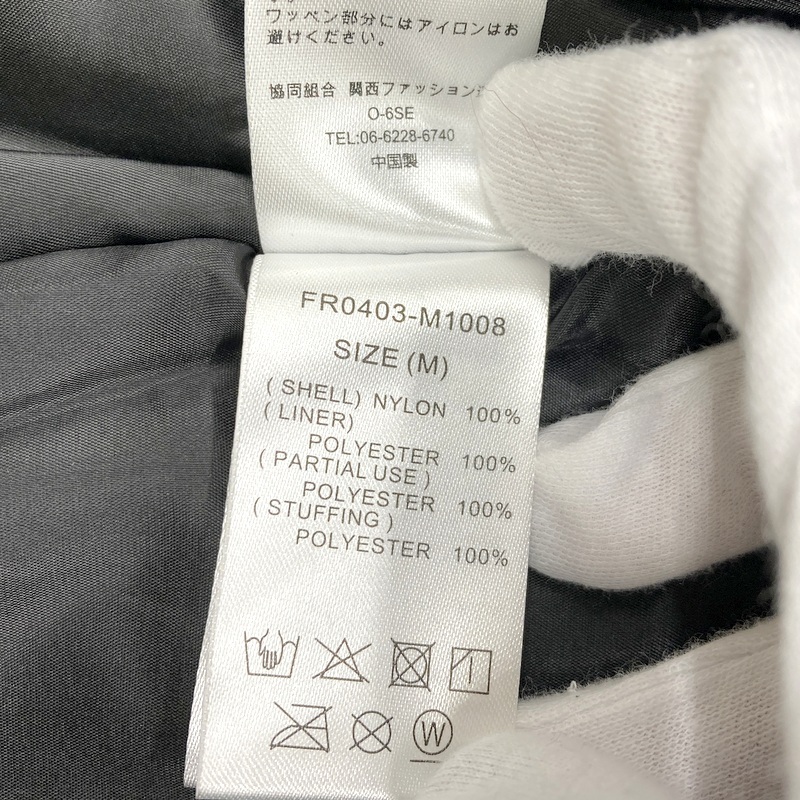 ワッペン部分にはアイロンはお
避けください。
協同組合 関西ファッション
O-6SE
TEL:06-6228-6740
中国製
FR0403-M1008
SIZE (M)
( SHELL) NYLON 100%
( LINER)
POLYESTER 100%
( PARTIAL USE )
POLYESTER 100%
( STUFFING )
POLYESTER 100%
W